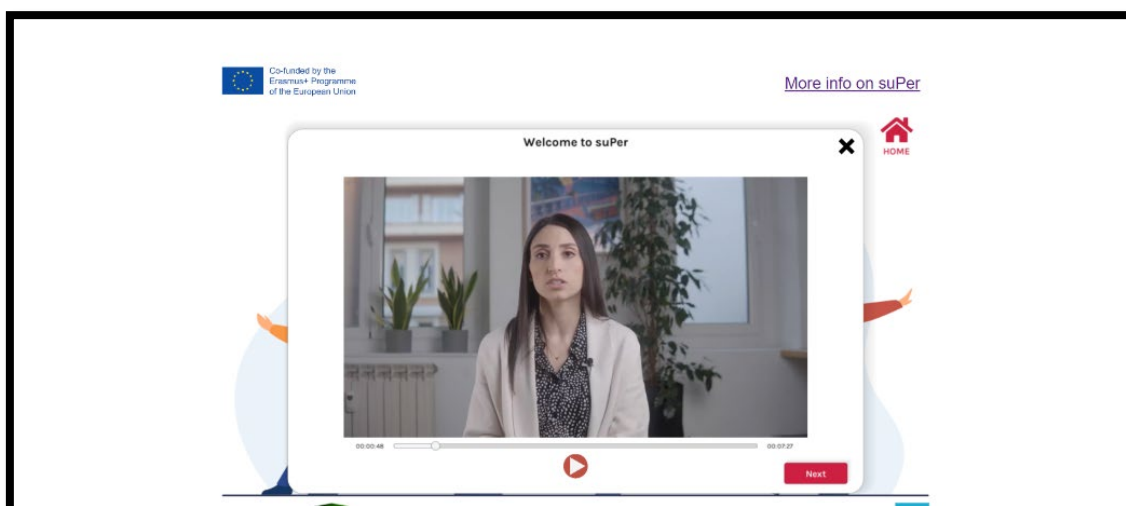 Co-funded by the
Erasmus+ Programme
of the European Union
More info on suPer
HOME
Welcome to suPer
00:00:48
00:07:27
Next